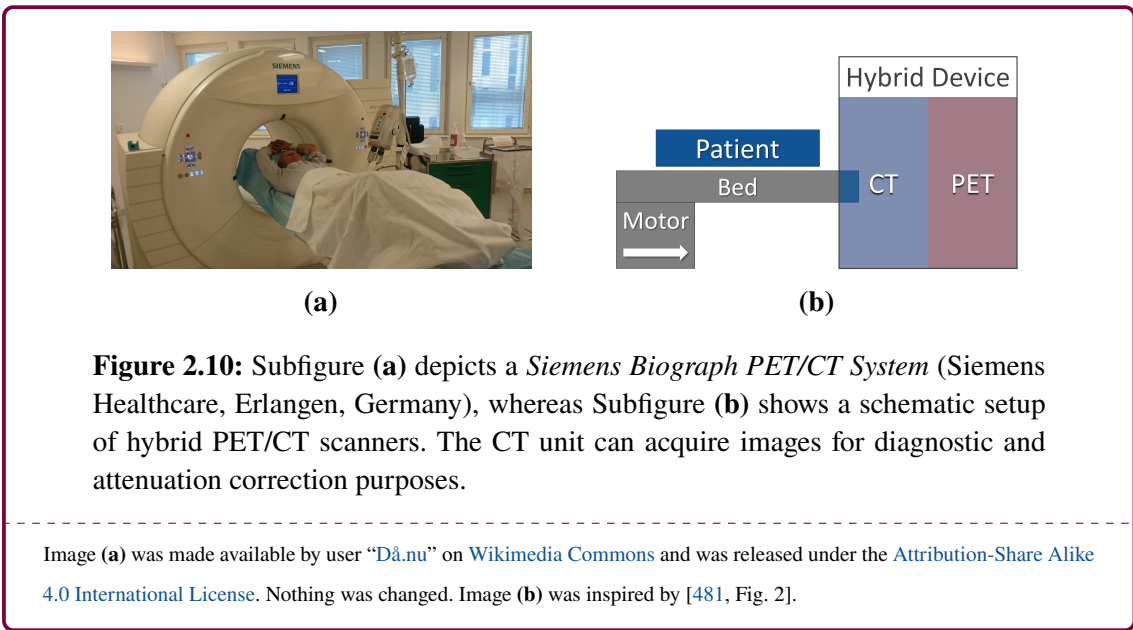 SIEMENS
Hybrid Device
Patient
Bed
CT
PET
Motor
(a)
(b)
Figure 2.10: Subfigure (a) depicts a Siemens Biograph PET/CT System (Siemens
Healthcare, Erlangen, Germany), whereas Subfigure (b) shows a schematic setup
of hybrid PET/CT scanners. The CT unit can acquire images for diagnostic and
attenuation correction purposes.
Image (a) was made available by user “Då.nu” on Wikimedia Commons and was released under the Attribution-Share Alike
4.0 International License. Nothing was changed. Image (b) was inspired by [481, Fig. 2].